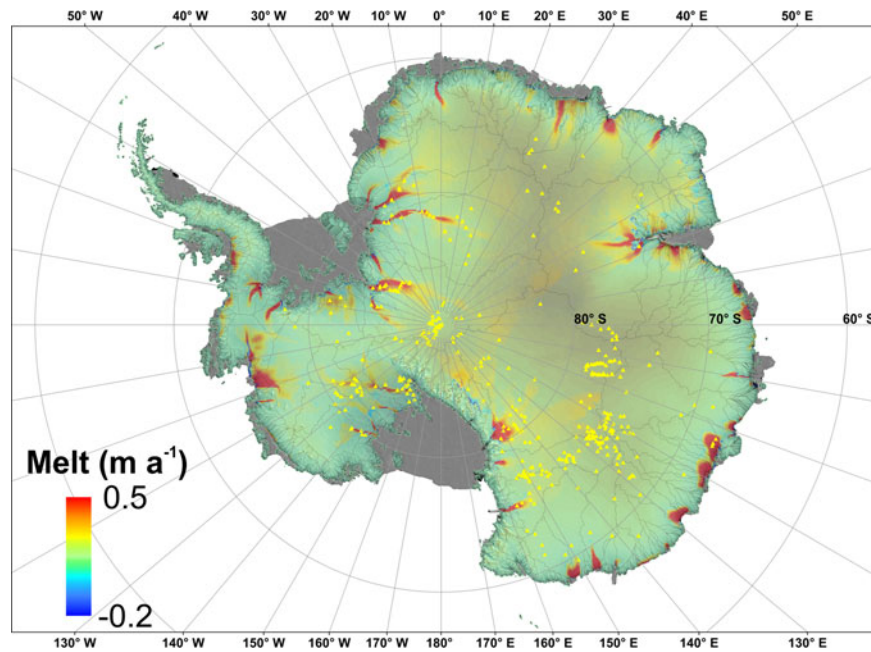 50° W 40° W 30° W 20° W 10° W 0° 10° E 20° E 30° E 40° E 50° E
80° S 70° S 60° S
Melt (m a⁻¹)
0.5
-0.2
130° W 140° W 150° W 160° W 170° W 180° 170° E 160° E 150° E 140° E 130° E